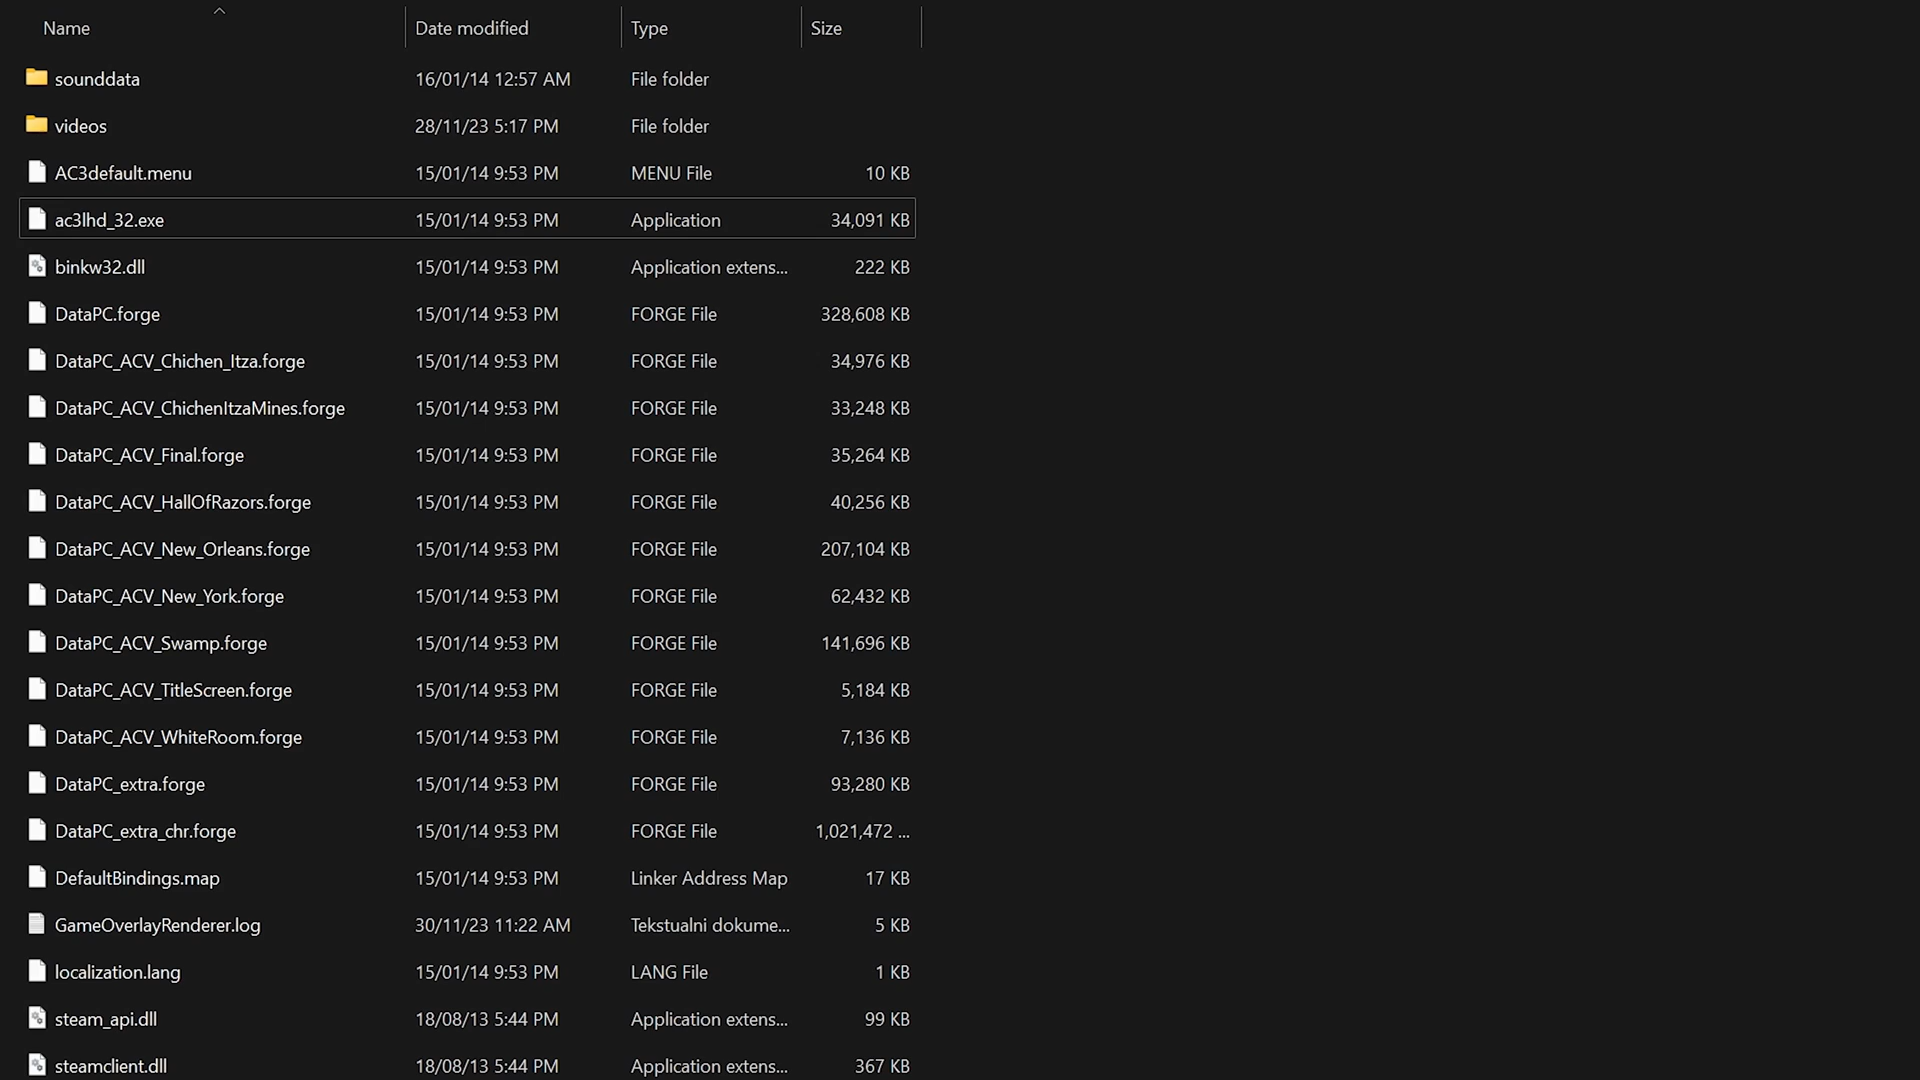 Name Date modified Type Size
sounddata 16/01/14 12:57 AM File folder
videos 28/11/23 5:17 PM File folder
AC3default.menu 15/01/14 9:53 PM MENU File 10 KB
ac3lhd_32.exe 15/01/14 9:53 PM Application 34,091 KB
binkw32.dll 15/01/14 9:53 PM Application extens... 222 KB
DataPC.forge 15/01/14 9:53 PM FORGE File 328,608 KB
DataPC_ACV_Chichen_Itza.forge 15/01/14 9:53 PM FORGE File 34,976 KB
DataPC_ACV_ChichenItzaMines.forge 15/01/14 9:53 PM FORGE File 33,248 KB
DataPC_ACV_Final.forge 15/01/14 9:53 PM FORGE File 35,264 KB
DataPC_ACV_HallOfRazors.forge 15/01/14 9:53 PM FORGE File 40,256 KB
DataPC_ACV_New_Orleans.forge 15/01/14 9:53 PM FORGE File 207,104 KB
DataPC_ACV_New_York.forge 15/01/14 9:53 PM FORGE File 62,432 KB
DataPC_ACV_Swamp.forge 15/01/14 9:53 PM FORGE File 141,696 KB
DataPC_ACV_TitleScreen.forge 15/01/14 9:53 PM FORGE File 5,184 KB
DataPC_ACV_WhiteRoom.forge 15/01/14 9:53 PM FORGE File 7,136 KB
DataPC_extra.forge 15/01/14 9:53 PM FORGE File 93,280 KB
DataPC_extra_chr.forge 15/01/14 9:53 PM FORGE File 1,021,472 ...
DefaultBindings.map 15/01/14 9:53 PM Linker Address Map 17 KB
GameOverlayRenderer.log 30/11/23 11:22 AM Tekstualni dokume... 5 KB
localization.lang 15/01/14 9:53 PM LANG File 1 KB
steam_api.dll 18/08/13 5:44 PM Application extens... 99 KB
steamclient.dll 18/08/13 5:44 PM Application extens... 367 KB